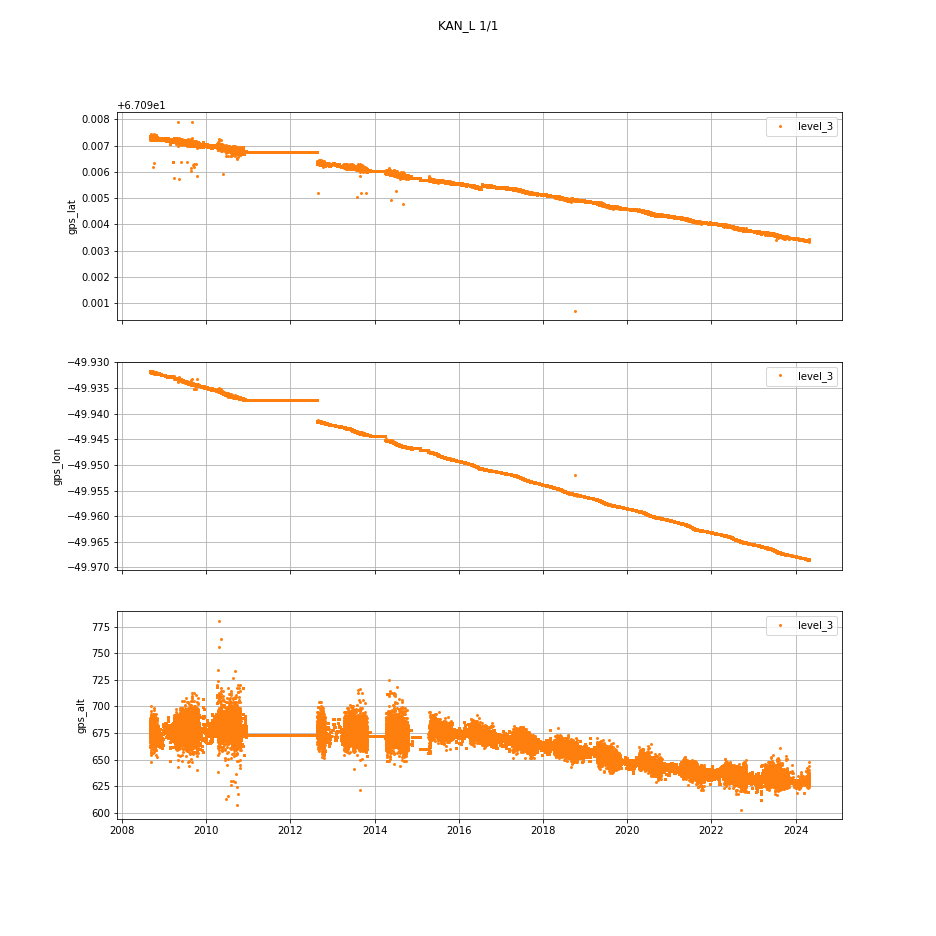 KAN_L 1/1
+6.709e1
0.008
0.007
0.006
0.005
0.004
0.003
0.002
0.001
gps_lat
level_3
−49.930
−49.935
−49.940
−49.945
−49.950
−49.955
−49.960
−49.965
−49.970
gps_lon
level_3
775
750
725
700
675
650
625
600
gps_alt
level_3
2008 2010 2012 2014 2016 2018 2020 2022 2024